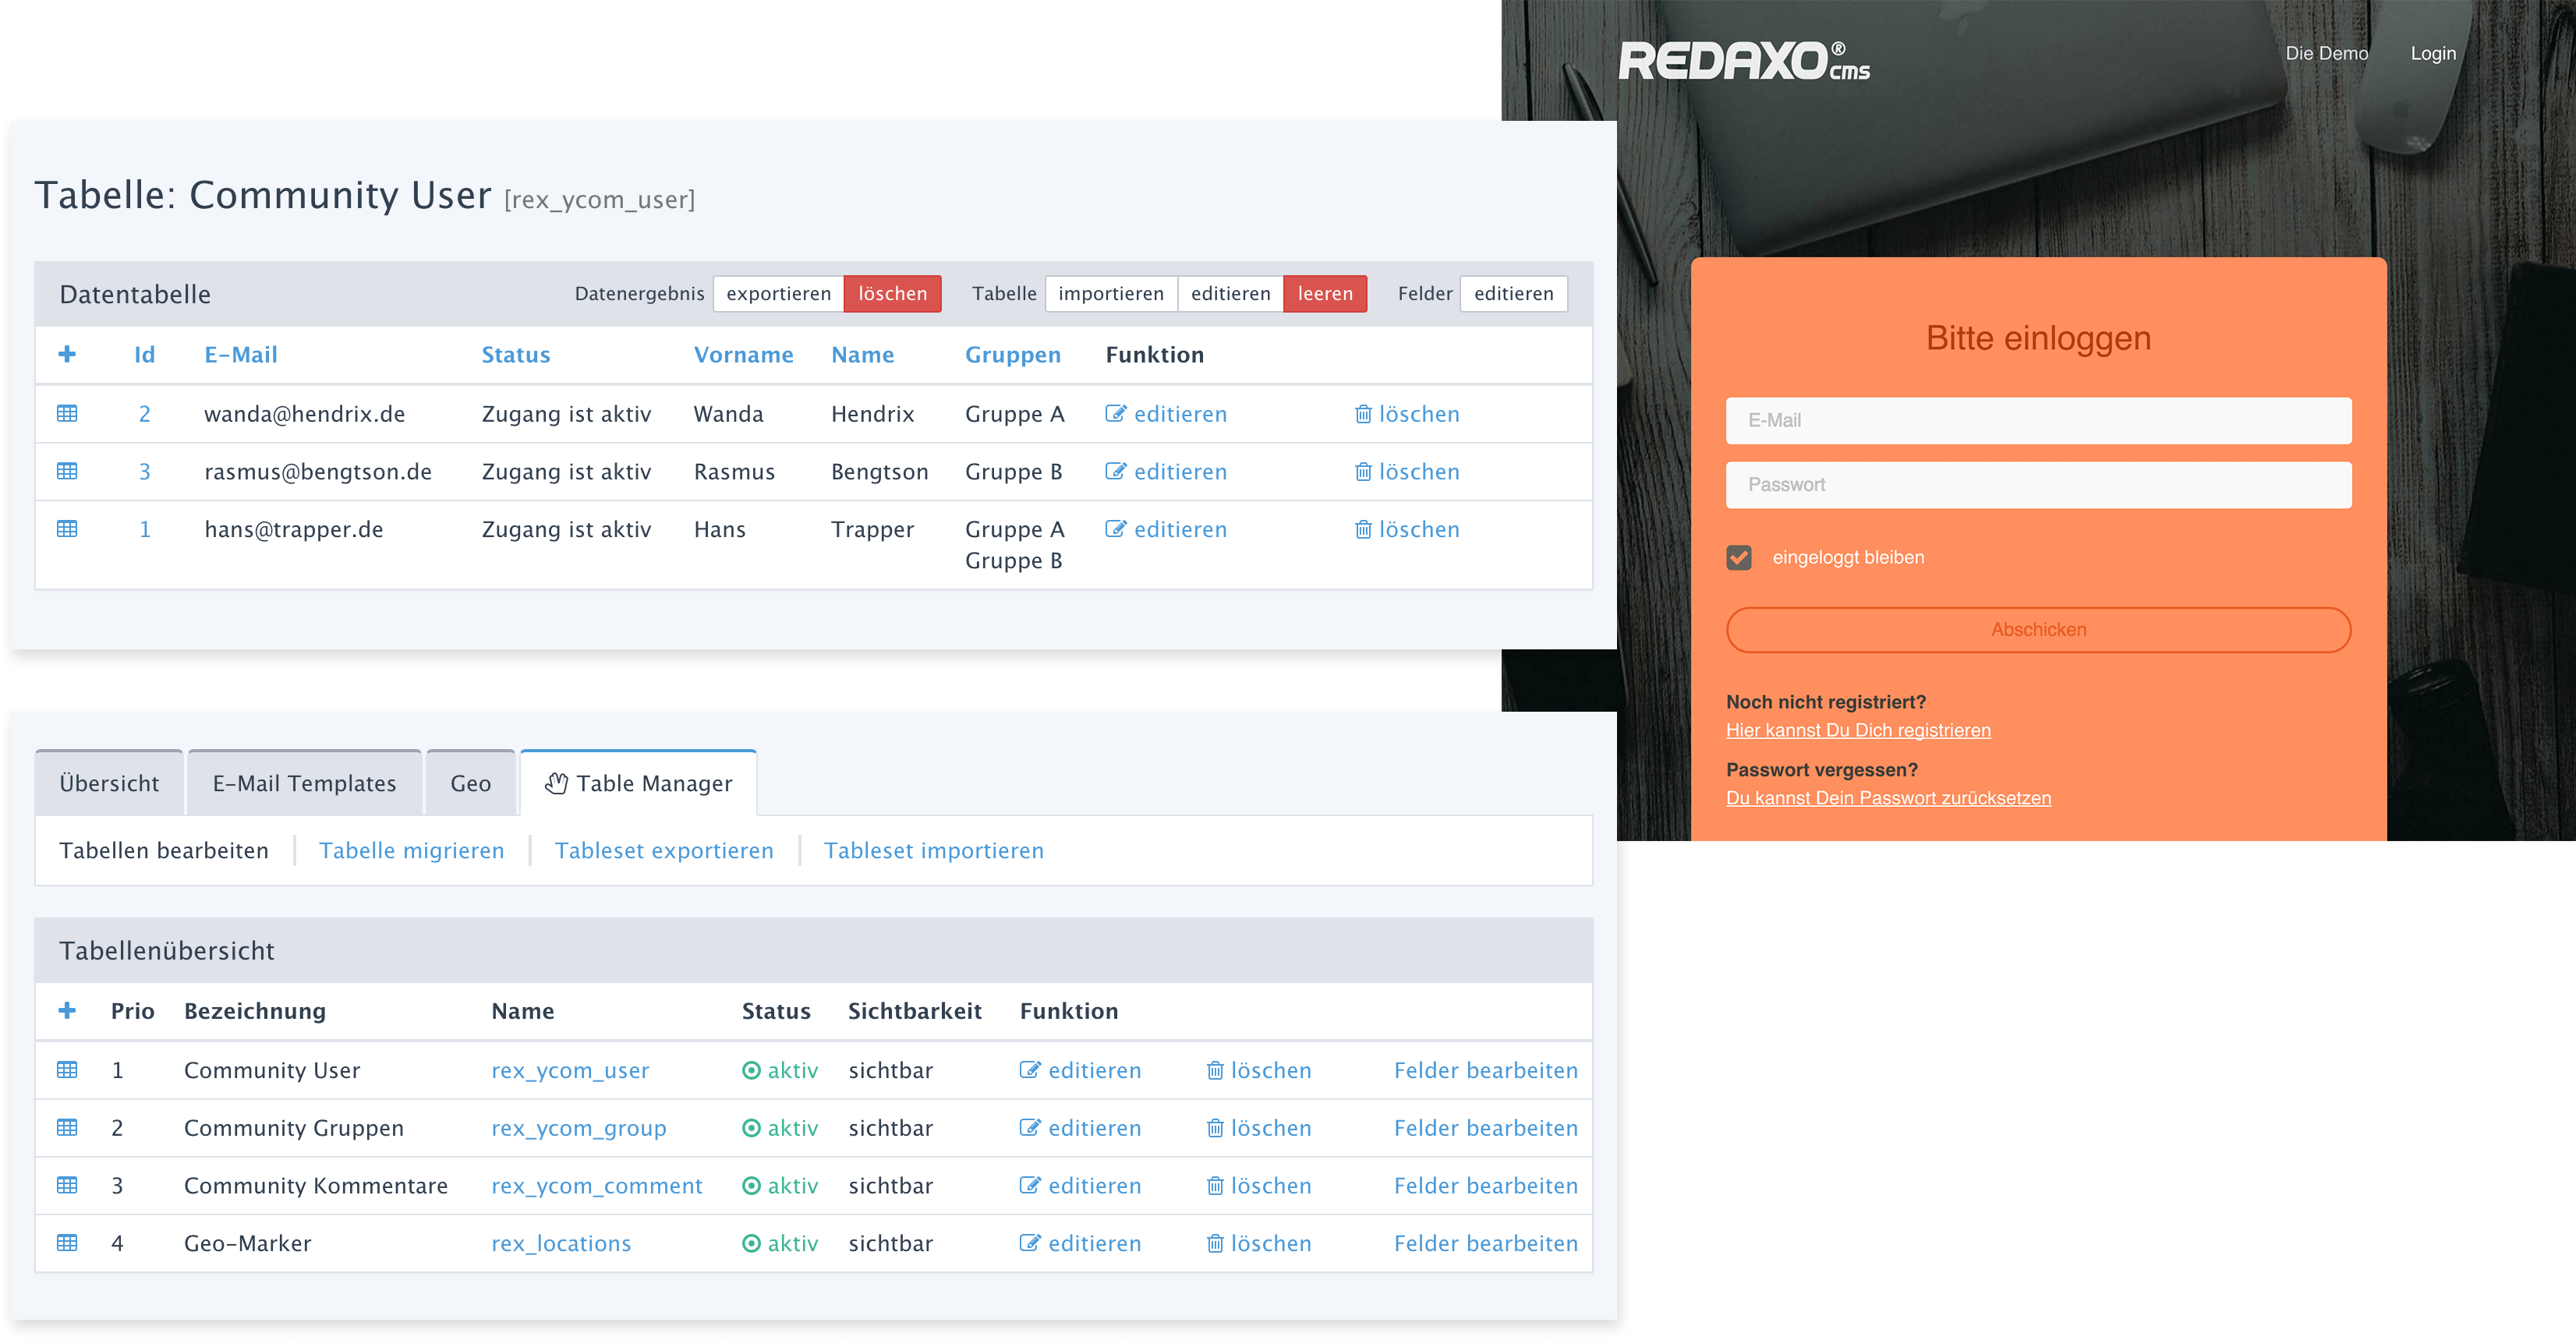 REDAXO® cms
Die Demo Login
Tabelle: Community User [rex_ycom_user]
Datentabelle Datenergebnis exportieren löschen Tabelle importieren editieren leeren Felder editieren
Id E-Mail Status Vorname Name Gruppen Funktion
2 wanda@hendrix.de Zugang ist aktiv Wanda Hendrix Gruppe A editieren löschen
3 rasmus@bengtson.de Zugang ist aktiv Rasmus Bengtson Gruppe B editieren löschen
1 hans@trapper.de Zugang ist aktiv Hans Trapper Gruppe A editieren löschen
Gruppe B
Bitte einloggen
E-Mail
Passwort
eingeloggt bleiben
Abschicken
Noch nicht registriert?
Hier kannst Du Dich registrieren
Passwort vergessen?
Du kannst Dein Passwort zurücksetzen
Übersicht E-Mail Templates Geo Table Manager
Tabellen bearbeiten Tabelle migrieren Tableset exportieren Tableset importieren
Tabellenübersicht
Prio Bezeichnung Name Status Sichtbarkeit Funktion
1 Community User rex_ycom_user aktiv sichtbar editieren löschen Felder bearbeiten
2 Community Gruppen rex_ycom_group aktiv sichtbar editieren löschen Felder bearbeiten
3 Community Kommentare rex_ycom_comment aktiv sichtbar editieren löschen Felder bearbeiten
4 Geo-Marker rex_locations aktiv sichtbar editieren löschen Felder bearbeiten